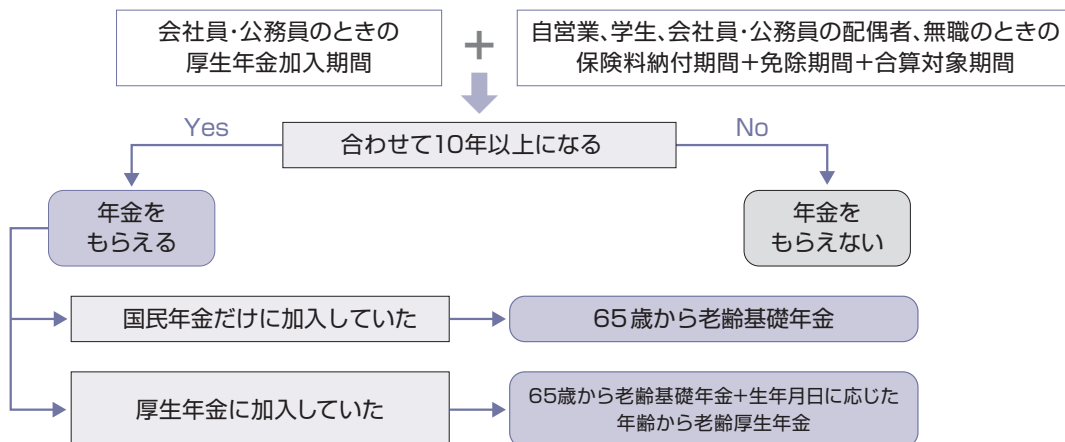 会社員・公務員のときの
厚生年金加入期間
＋
自営業、学生、会社員・公務員の配偶者、無職のときの
保険料納付期間＋免除期間＋合算対象期間
Yes
合わせて10年以上になる
No
年金を
もらえる
年金を
もらえない
国民年金だけに加入していた
65歳から老齢基礎年金
厚生年金に加入していた
65歳から老齢基礎年金＋生年月日に応じた
年齢から老齢厚生年金